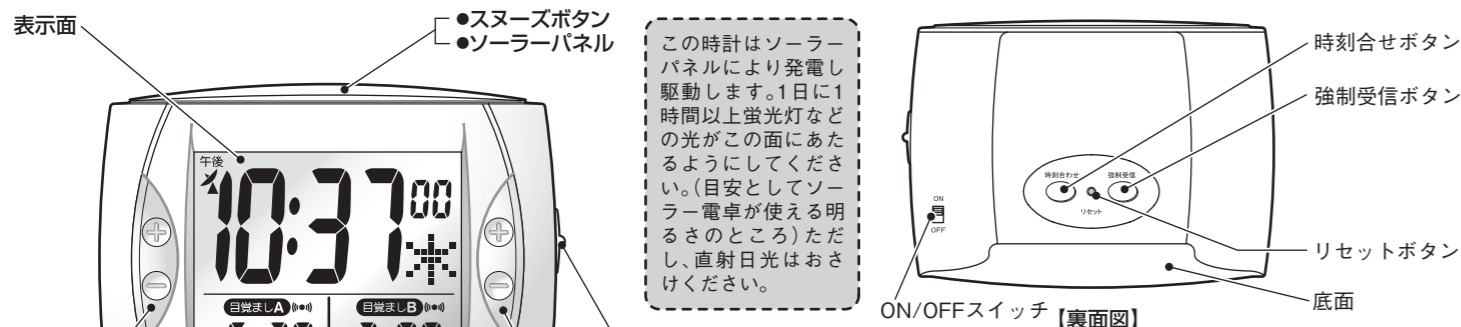 表示面
●スヌーズボタン
●ソーラーパネル
午後
10:37 00
水
目覚ましA
目覚ましB
この時計はソーラー
パネルにより発電し
駆動します。1日に1
時間以上蛍光灯など
の光がこの面にあた
るようにしてくださ
い。(目安としてソー
ラー電卓が使える明
るさのところ)ただ
し、直射日光はおさ
けください。
時刻合せボタン
強制受信ボタン
時刻合わせ
強制受信
リセット
ON
OFF
リセットボタン
底面
ON/OFFスイッチ
【裏面図】